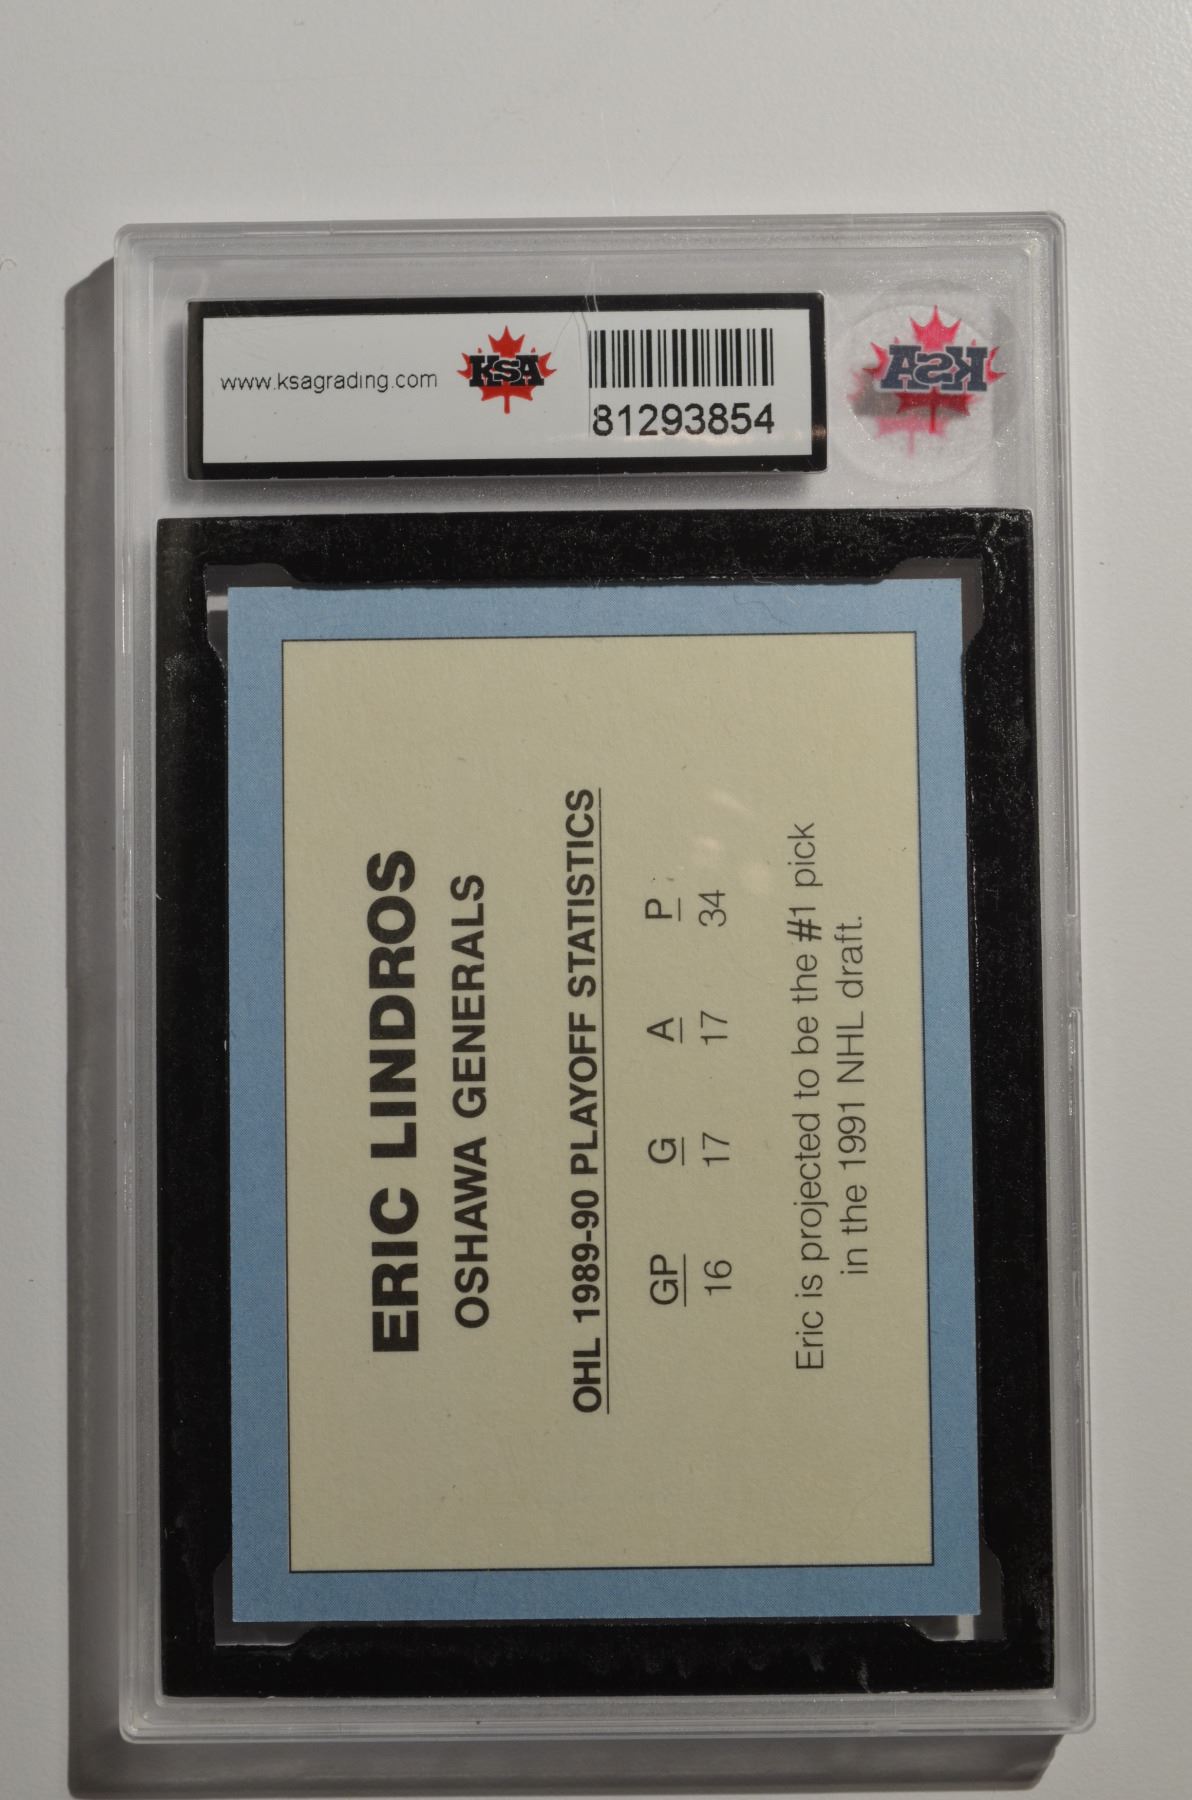 www.ksagrading.com
KSA
81293854
KSA
ERIC LINDROS
OSHAWA GENERALS
OHL 1989-90 PLAYOFF STATISTICS
GP G A P
16 17 17 34
Eric is projected to be the #1 pick
in the 1991 NHL draft.